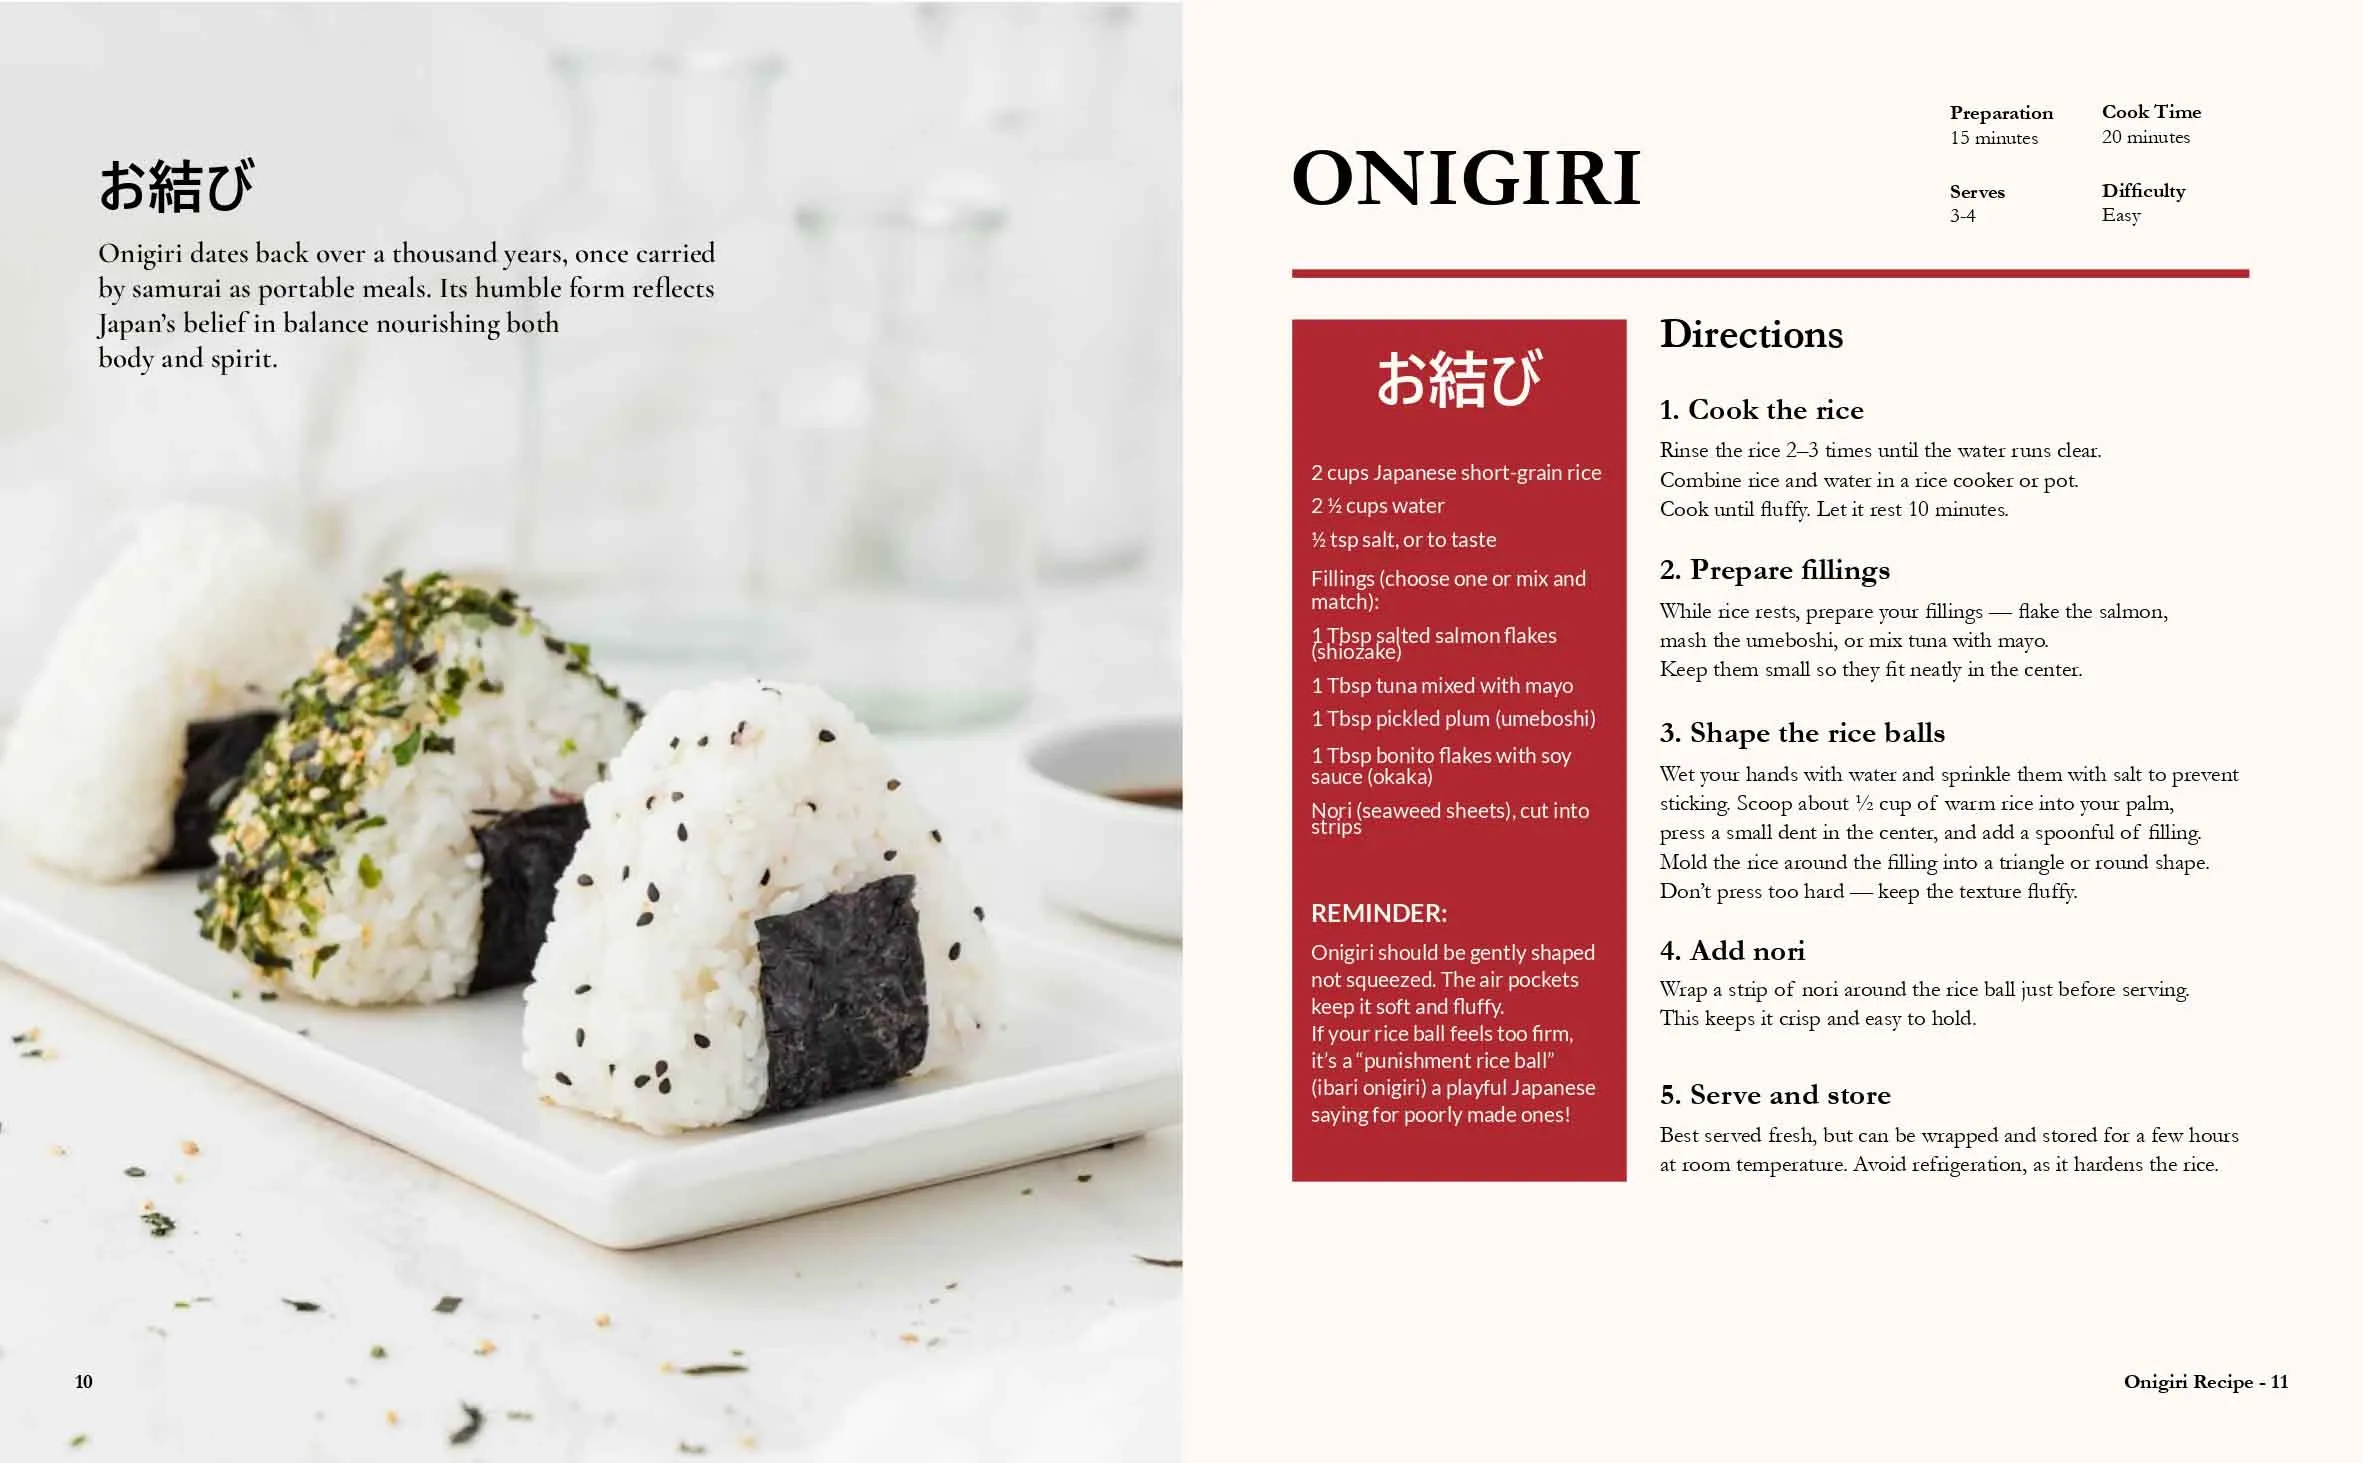 お結び
Onigiri dates back over a thousand years, once carried
by samurai as portable meals. Its humble form reflects
Japan’s belief in balance nourishing both
body and spirit.
10
ONIGIRI
Preparation
15 minutes
Cook Time
20 minutes
Serves
3-4
Difficulty
Easy
お結び
2 cups Japanese short-grain rice
2 ½ cups water
½ tsp salt, or to taste
Fillings (choose one or mix and
match):
1 Tbsp salted salmon flakes
(shiozake)
1 Tbsp tuna mixed with mayo
1 Tbsp pickled plum (umeboshi)
1 Tbsp bonito flakes with soy
sauce (okaka)
Nori (seaweed sheets), cut into
strips
REMINDER:
Onigiri should be gently shaped
not squeezed. The air pockets
keep it soft and fluffy.
If your rice ball feels too firm,
it’s a “punishment rice ball”
(ibari onigiri) a playful Japanese
saying for poorly made ones!
Directions
1. Cook the rice
Rinse the rice 2–3 times until the water runs clear.
Combine rice and water in a rice cooker or pot.
Cook until fluffy. Let it rest 10 minutes.
2. Prepare fillings
While rice rests, prepare your fillings — flake the salmon,
mash the umeboshi, or mix tuna with mayo.
Keep them small so they fit neatly in the center.
3. Shape the rice balls
Wet your hands with water and sprinkle them with salt to prevent
sticking. Scoop about ½ cup of warm rice into your palm,
press a small dent in the center, and add a spoonful of filling.
Mold the rice around the filling into a triangle or round shape.
Don’t press too hard — keep the texture fluffy.
4. Add nori
Wrap a strip of nori around the rice ball just before serving.
This keeps it crisp and easy to hold.
5. Serve and store
Best served fresh, but can be wrapped and stored for a few hours
at room temperature. Avoid refrigeration, as it hardens the rice.
Onigiri Recipe - 11